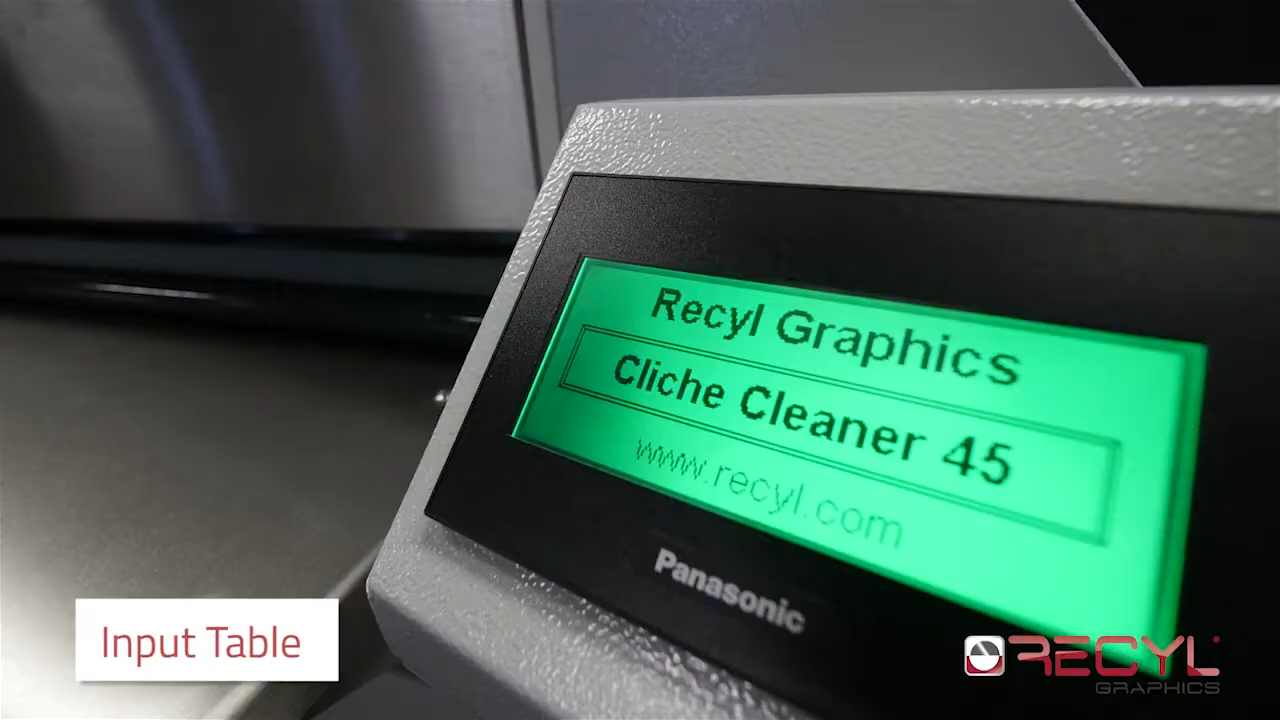 Recyl Graphics
Cliche Cleaner 45
www.recyl.com
Panasonic
Input Table
RECYL
GRAPHICS